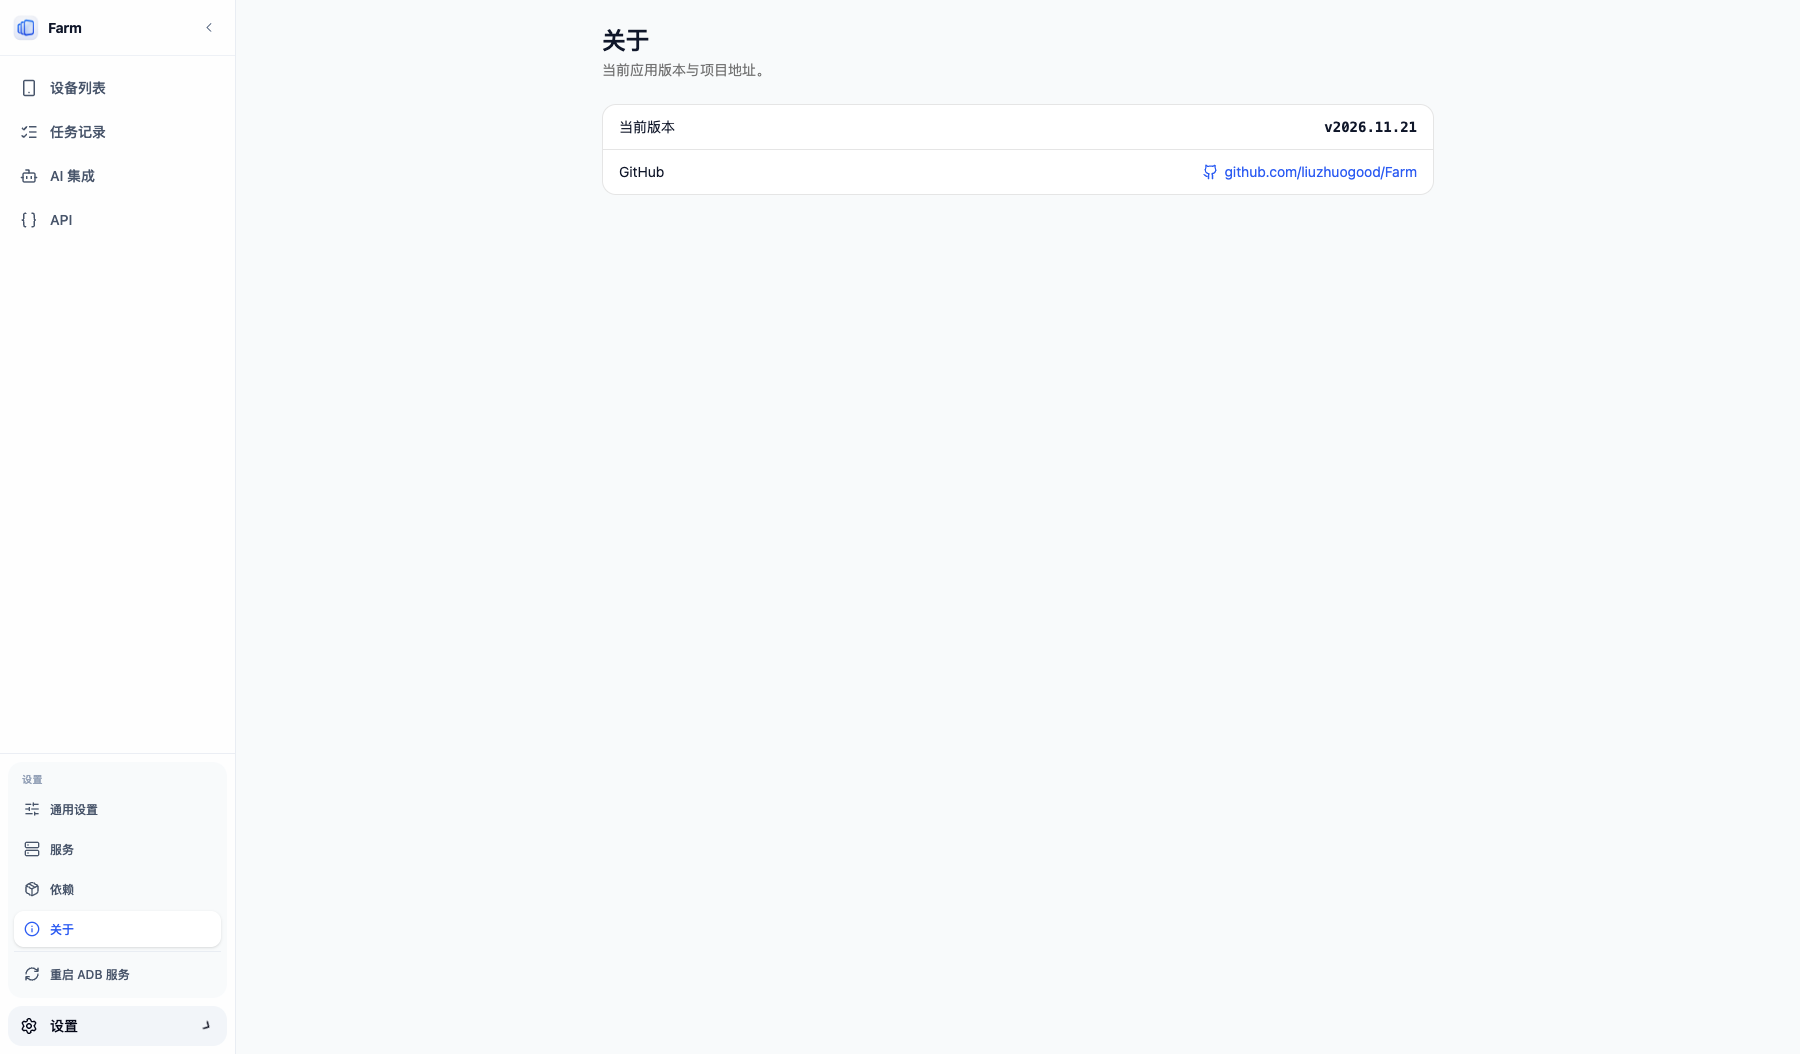 Farm
设备列表
任务记录
AI 集成
API
设置
通用设置
服务
依赖
关于
重启 ADB 服务
设置
关于
当前应用版本与项目地址。
当前版本 v2026.11.21
GitHub github.com/liuzhuogood/Farm